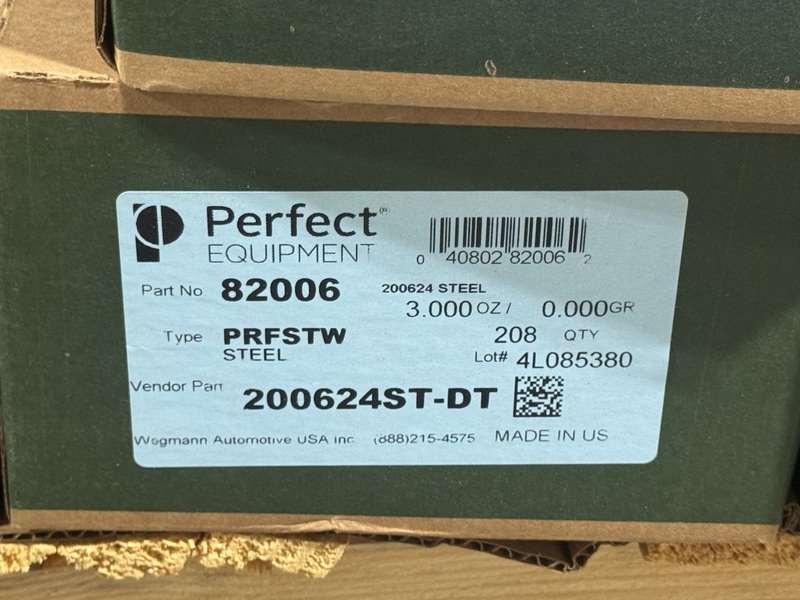 Perfect®
EQUIPMENT
0 40802 82006 2
Part No 82006
200624 STEEL
3.000 OZ / 0.000 GR
Type PRFSTW
STEEL
208 QTY
Lot# 4L085380
Vendor Part 200624ST-DT
Wegmann Automotive USA Inc (888)215-4575 MADE IN US